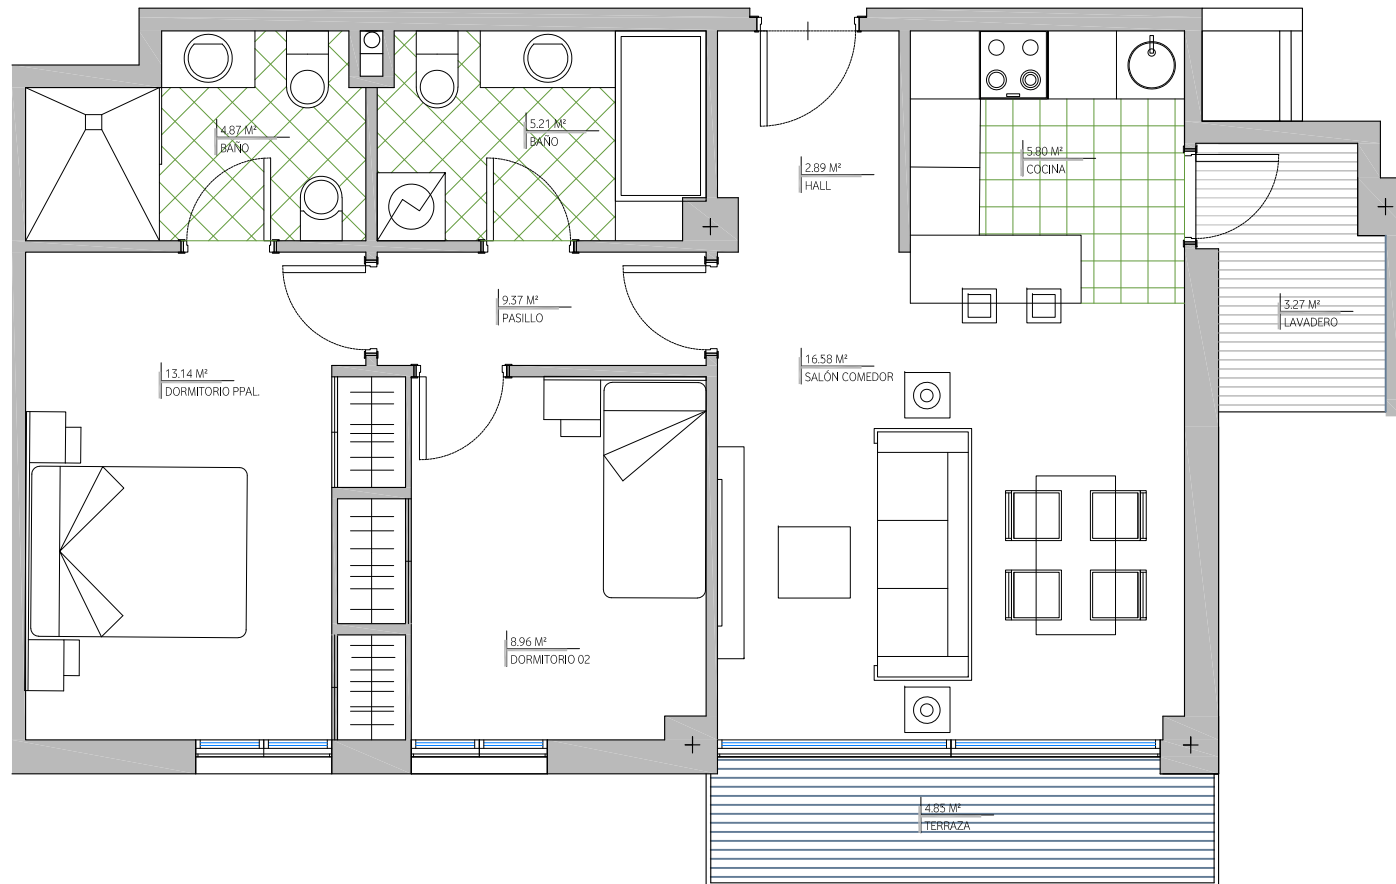 4.87 M²
BAÑO
5.21 M²
BAÑO
2.89 M²
HALL
5.80 M²
COCINA
9.37 M²
PASILLO
3.27 M²
LAVADERO
13.14 M²
DORMITORIO PPAL.
16.58 M²
SALÓN COMEDOR
8.96 M²
DORMITORIO 02
4.85 M²
TERRAZA